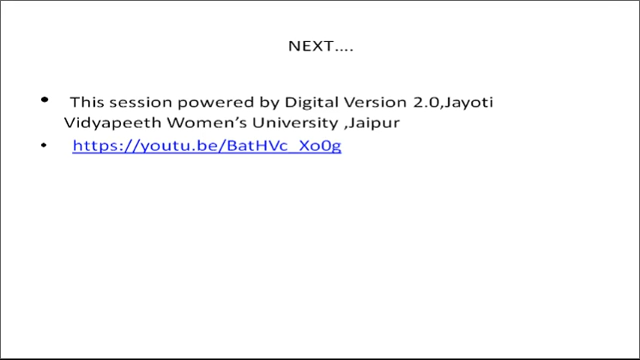 NEXT....
• This session powered by Digital Version 2.0,Jayoti
Vidyapeeth Women’s University ,Jaipur
• https://youtu.be/BatHVc_Xo0g